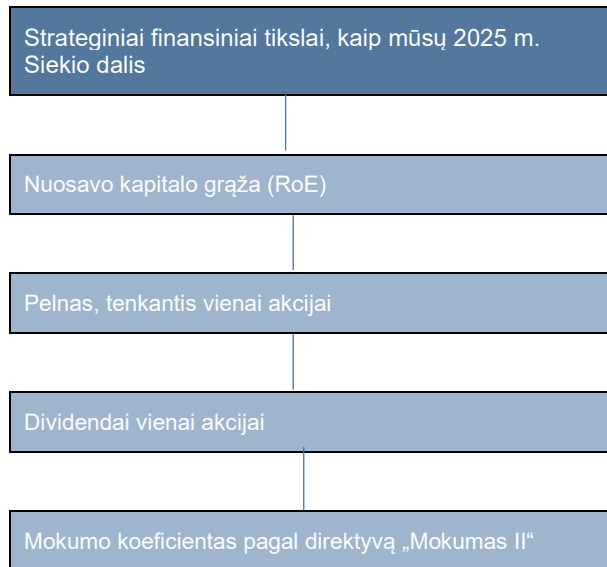 Strateginiai finansiniai tikslai, kaip mūsų 2025 m.
Siekio dalis
Nuosavo kapitalo grąža (RoE)
Pelnas, tenkantis vienai akcijai
Dividendai vienai akcijai
Mokumo koeficientas pagal direktyvą „Mokumas II“